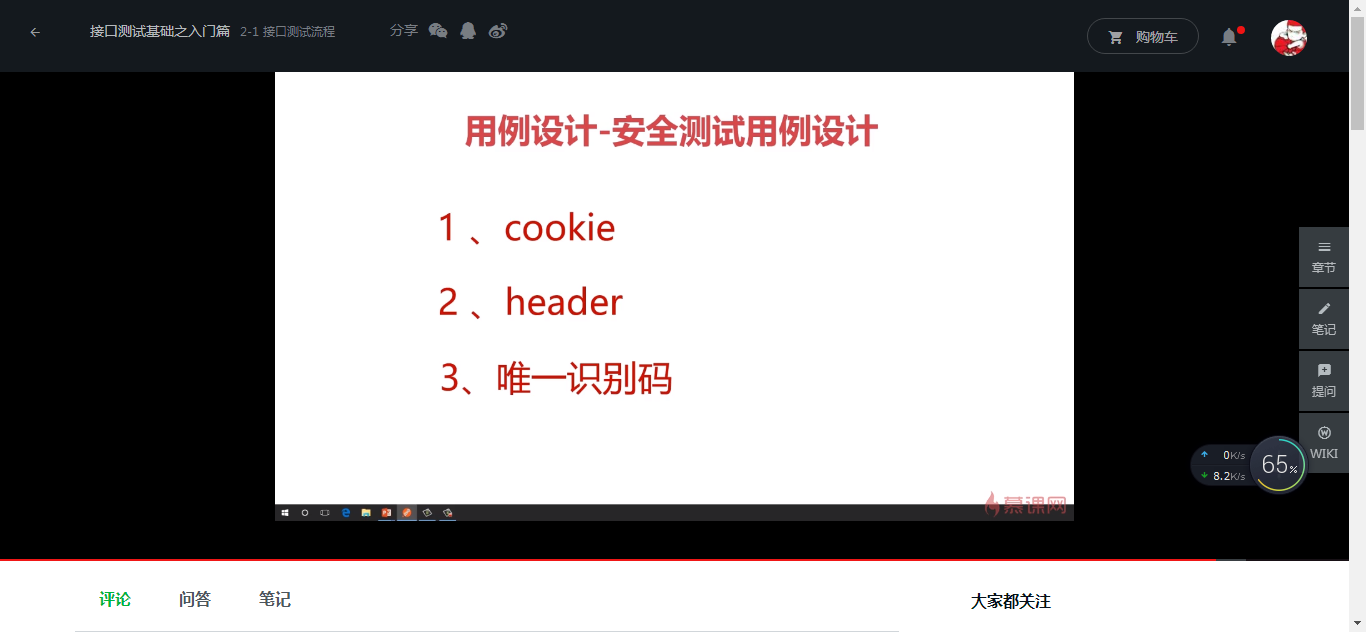 接口测试基础之入门篇 2-1 接口测试流程 分享 购物车
用例设计-安全测试用例设计
1 、cookie
2 、header
3、唯一识别码
章节
笔记
提问
WIKI
0K/s
8.2K/s
65%
慕课网
评论 问答 笔记 大家都关注